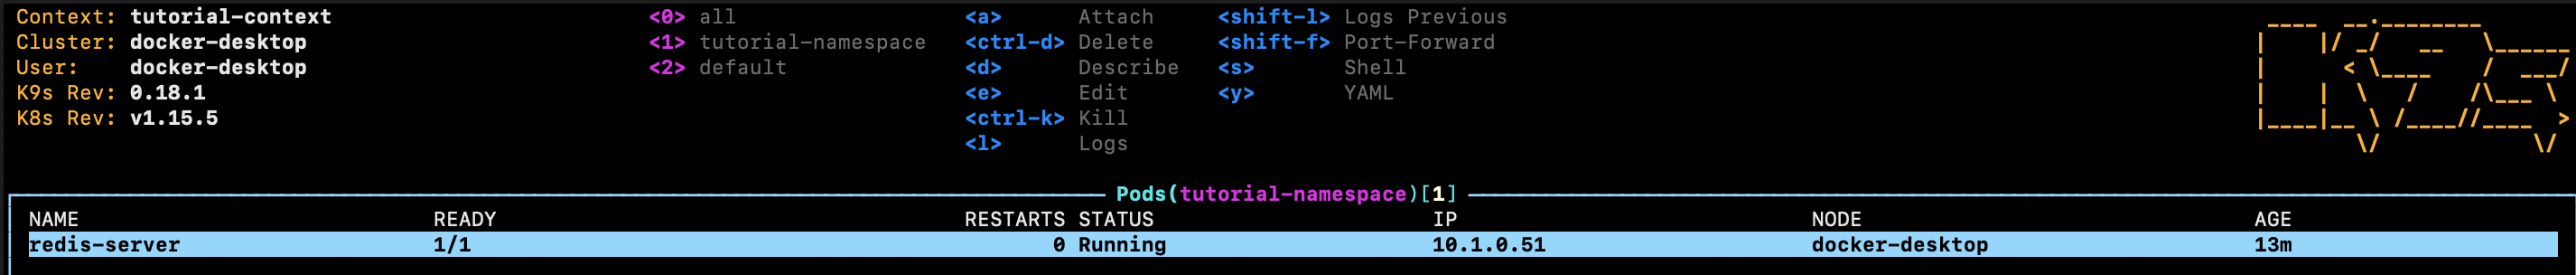 Context: tutorial-context <0> all <a> Attach <shift-l> Logs Previous
Cluster: docker-desktop <1> tutorial-namespace <ctrl-d> Delete <shift-f> Port-Forward
User: docker-desktop <2> default <d> Describe <s> Shell
K9s Rev: 0.18.1 <e> Edit <y> YAML
K8s Rev: v1.15.5 <ctrl-k> Kill
<l> Logs
Pods(tutorial-namespace)[1]
NAME READY RESTARTS STATUS IP NODE AGE
redis-server 1/1 0 Running 10.1.0.51 docker-desktop 13m